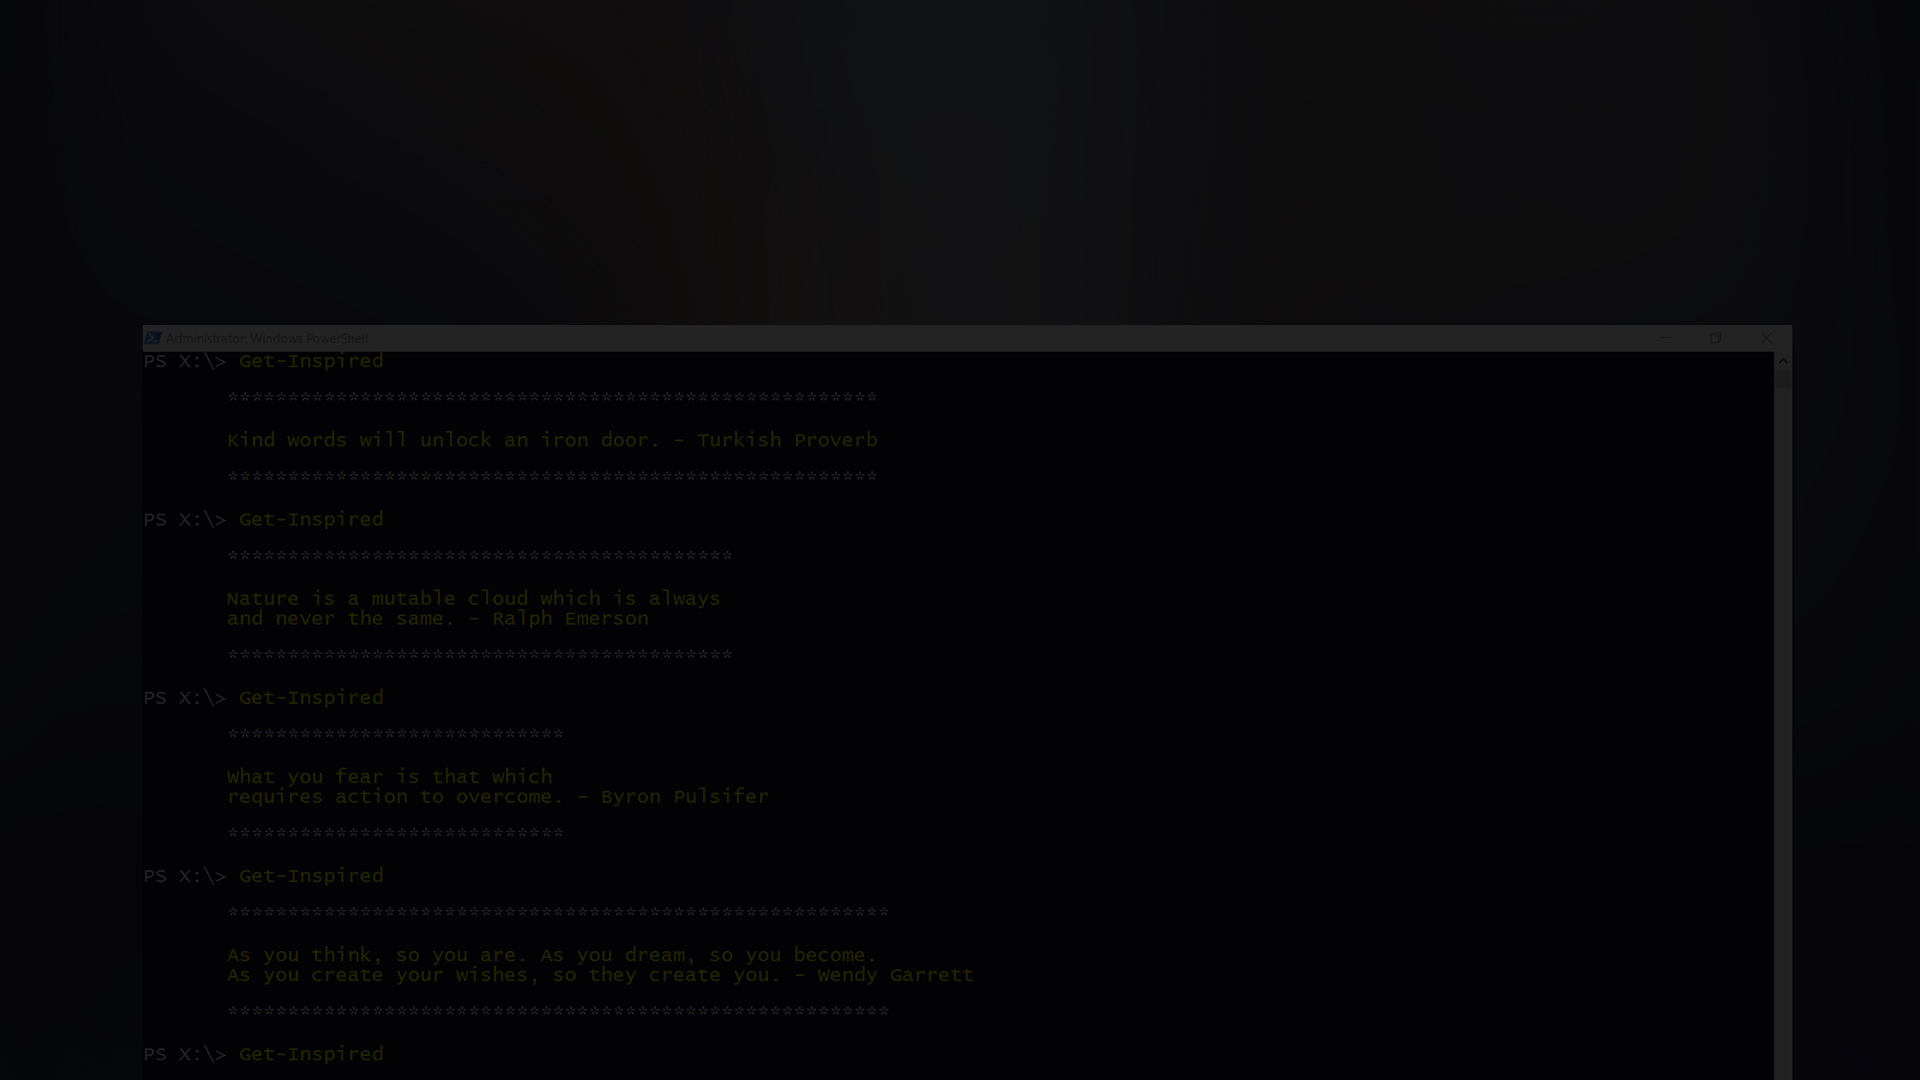 Administrator: Windows PowerShell
PS X:\> Get-Inspired
******************************************************
Kind words will unlock an iron door. - Turkish Proverb
******************************************************
PS X:\> Get-Inspired
******************************************
Nature is a mutable cloud which is always
and never the same. - Ralph Emerson
******************************************
PS X:\> Get-Inspired
****************************
What you fear is that which
requires action to overcome. - Byron Pulsifer
****************************
PS X:\> Get-Inspired
*******************************************************
As you think, so you are. As you dream, so you become.
As you create your wishes, so they create you. - Wendy Garrett
*******************************************************
PS X:\> Get-Inspired